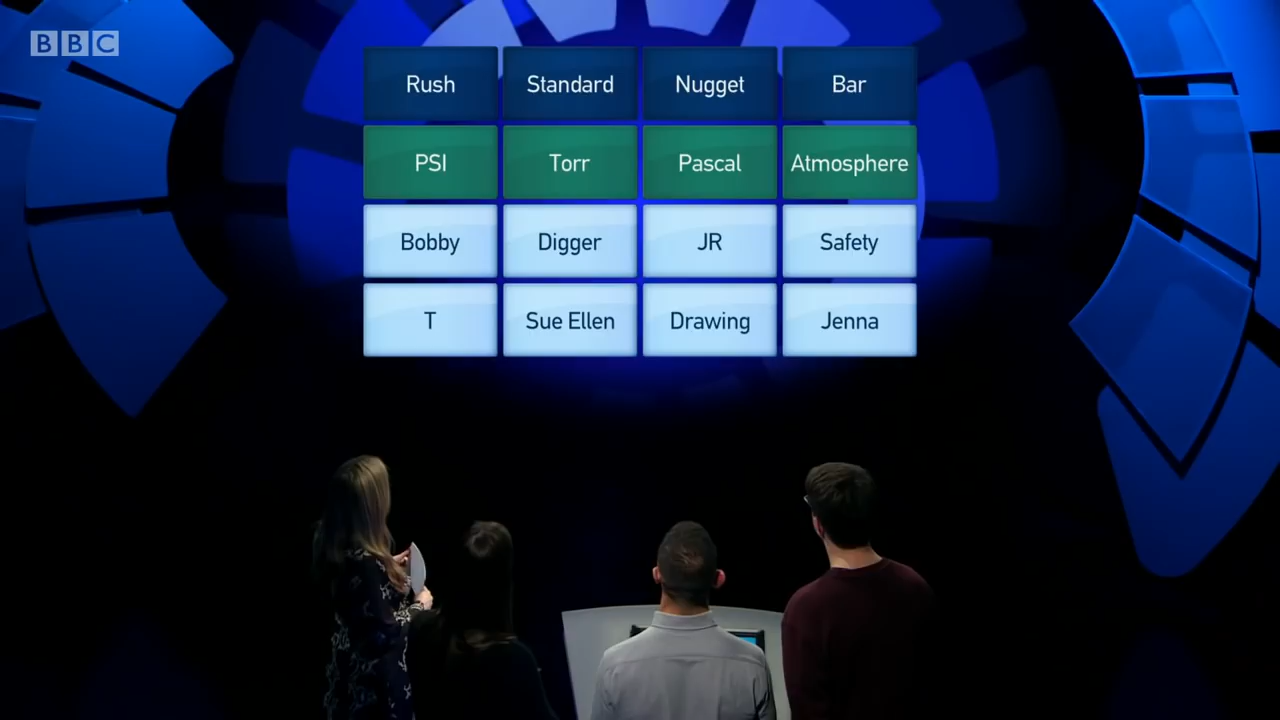 BBC
Rush Standard Nugget Bar
PSI Torr Pascal Atmosphere
Bobby Digger JR Safety
T Sue Ellen Drawing Jenna